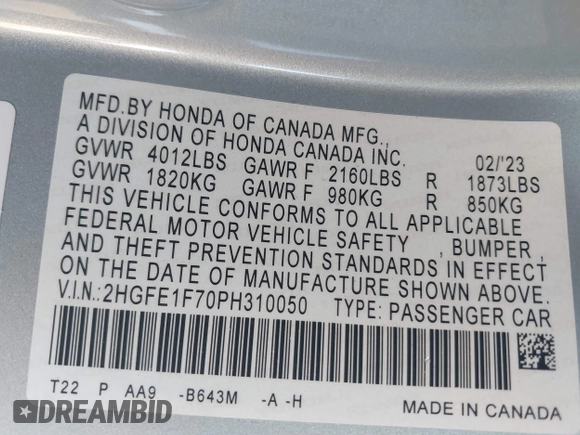 MFD.BY HONDA OF CANADA MFG.,
A DIVISION OF HONDA CANADA INC. 02/'23
GVWR 4012LBS GAWR F 2160LBS R 1873LBS
GVWR 1820KG GAWR F 980KG R 850KG
THIS VEHICLE CONFORMS TO ALL APPLICABLE
FEDERAL MOTOR VEHICLE SAFETY , BUMPER ,
AND THEFT PREVENTION STANDARDS IN EFFECT
ON THE DATE OF MANUFACTURE SHOWN ABOVE.
V.I.N.:2HGFE1F70PH310050 TYPE: PASSENGER CAR
T22 P AA9 -B643M -A -H
MADE IN CANADA
DREAMBID